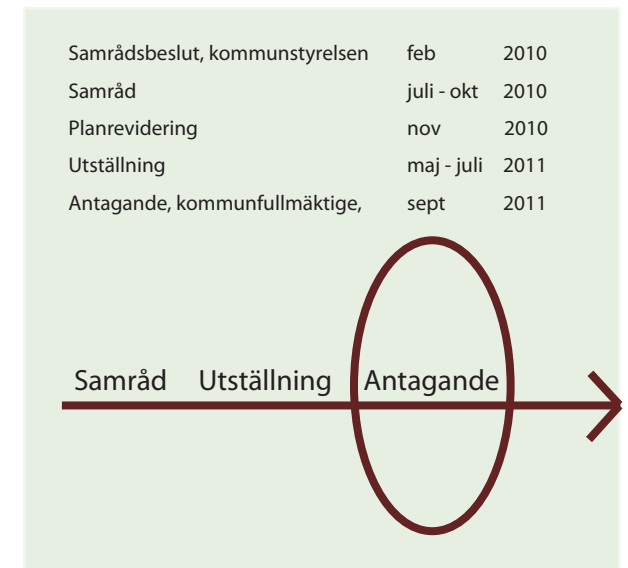 Samrådsbeslut, kommunstyrelsen feb 2010
Samråd juli - okt 2010
Planrevidering nov 2010
Utställning maj - juli 2011
Antagande, kommunfullmäktige, sept 2011
Samråd Utställning Antagande